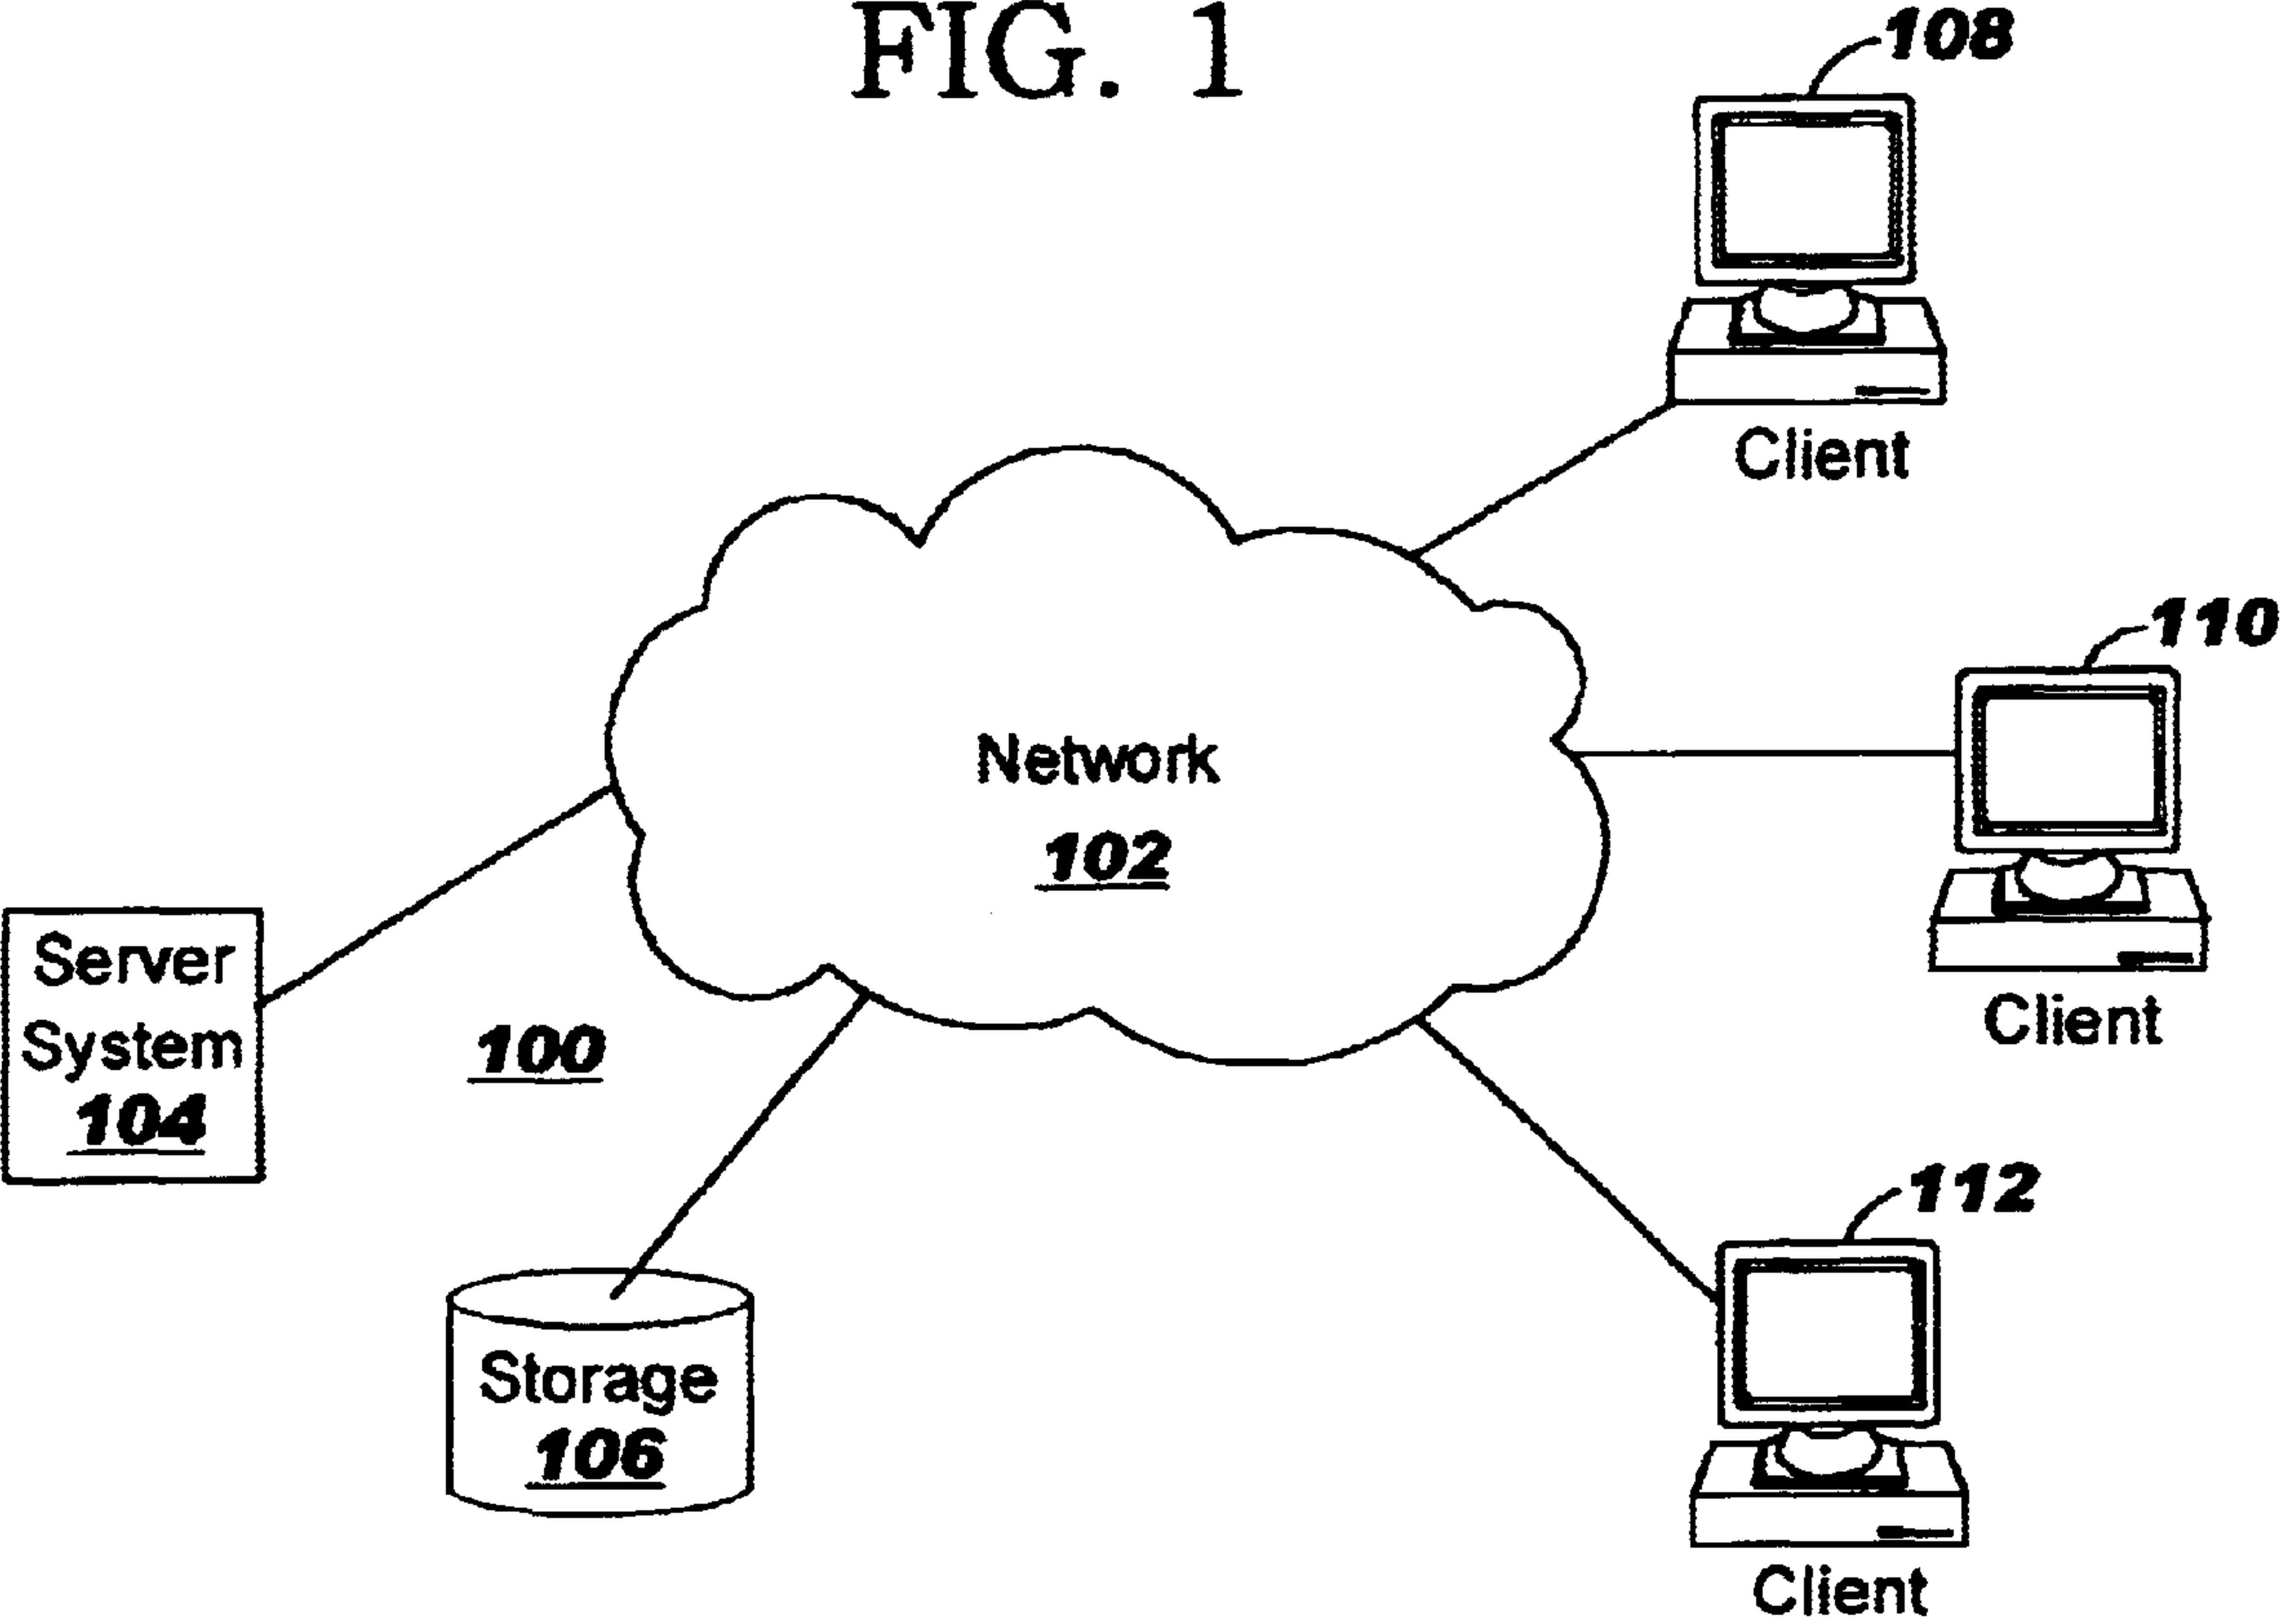 FIG. 1
108
Client
110
Network
102
Server
System
104
100
Client
112
Storage
106
Client